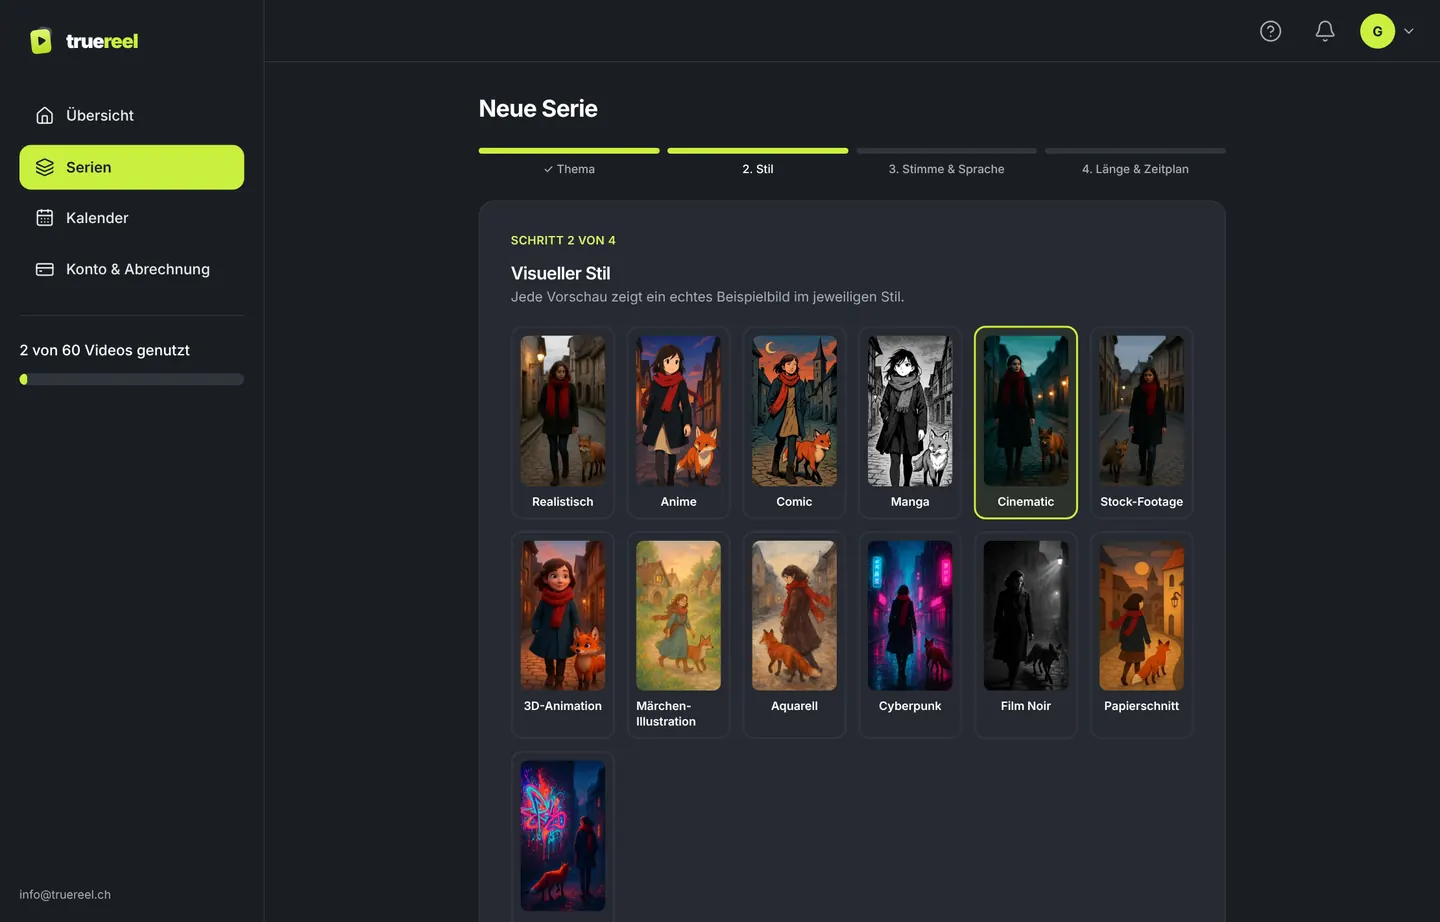 truereel
G
Übersicht
Serien
Kalender
Konto & Abrechnung
2 von 60 Videos genutzt
info@truereel.ch
Neue Serie
✓ Thema
2. Stil
3. Stimme & Sprache
4. Länge & Zeitplan
SCHRITT 2 VON 4
Visueller Stil
Jede Vorschau zeigt ein echtes Beispielbild im jeweiligen Stil.
Realistisch
Anime
Comic
Manga
Cinematic
Stock-Footage
3D-Animation
Märchen-
Illustration
Aquarell
Cyberpunk
Film Noir
Papierschnitt